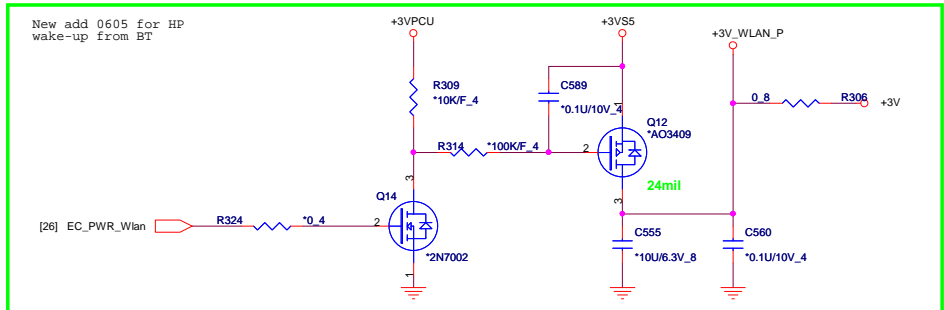 New add 0605 for HP
wake-up from BT
+3VPCU
+3VS5
+3V_WLAN_P
R309
*10K/F_4
C589
*0.1U/10V_4
0_8
R306
+3V
1
Q12
*AO3409
R314
*100K/F_4
2
24mil
3
3
Q14
[26] EC_PWR_Wlan
R324
*0_4
2
*2N7002
1
C555
*10U/6.3V_8
C560
*0.1U/10V_4